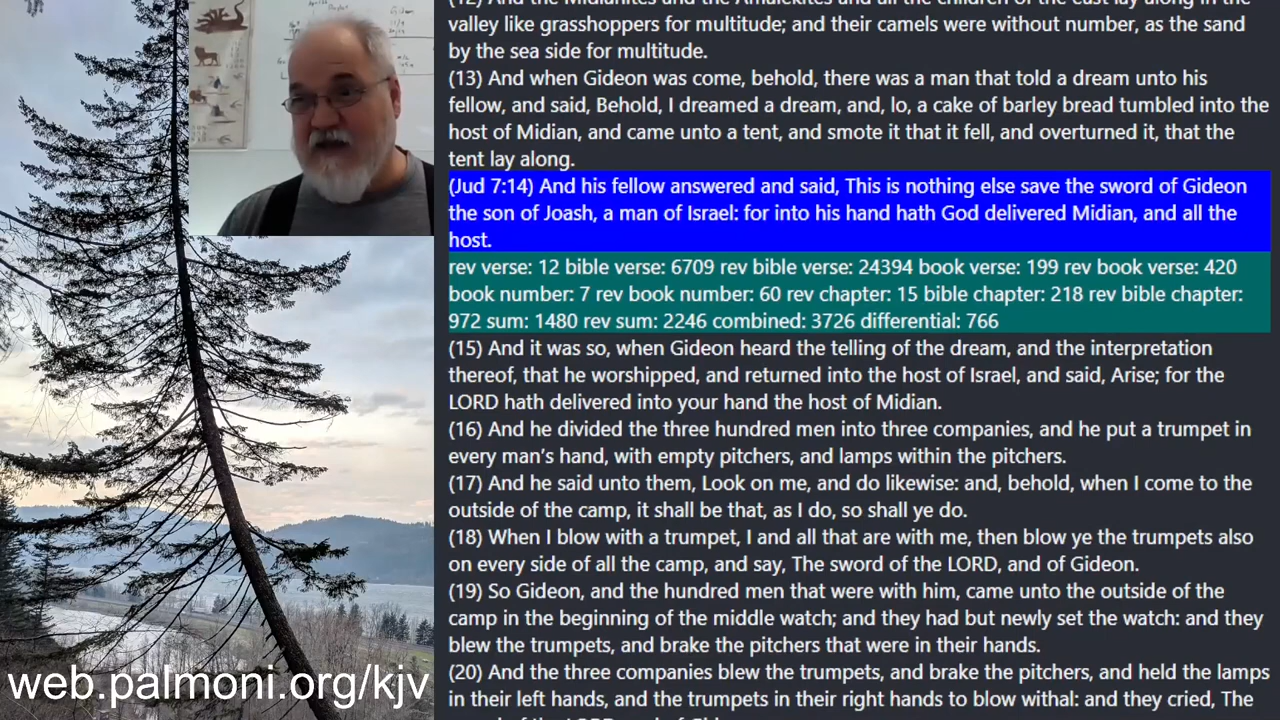 (12) And the Midianites and the Amalekites and all the children of the east lay along in the
valley like grasshoppers for multitude; and their camels were without number, as the sand
by the sea side for multitude.
(13) And when Gideon was come, behold, there was a man that told a dream unto his
fellow, and said, Behold, I dreamed a dream, and, lo, a cake of barley bread tumbled into the
host of Midian, and came unto a tent, and smote it that it fell, and overturned it, that the
tent lay along.
(Jud 7:14) And his fellow answered and said, This is nothing else save the sword of Gideon
the son of Joash, a man of Israel: for into his hand hath God delivered Midian, and all the
host.
rev verse: 12 bible verse: 6709 rev bible verse: 24394 book verse: 199 rev book verse: 420
book number: 7 rev book number: 60 rev chapter: 15 bible chapter: 218 rev bible chapter:
972 sum: 1480 rev sum: 2246 combined: 3726 differential: 766
(15) And it was so, when Gideon heard the telling of the dream, and the interpretation
thereof, that he worshipped, and returned into the host of Israel, and said, Arise; for the
LORD hath delivered into your hand the host of Midian.
(16) And he divided the three hundred men into three companies, and he put a trumpet in
every man's hand, with empty pitchers, and lamps within the pitchers.
(17) And he said unto them, Look on me, and do likewise: and, behold, when I come to the
outside of the camp, it shall be that, as I do, so shall ye do.
(18) When I blow with a trumpet, I and all that are with me, then blow ye the trumpets also
on every side of all the camp, and say, The sword of the LORD, and of Gideon.
(19) So Gideon, and the hundred men that were with him, came unto the outside of the
camp in the beginning of the middle watch; and they had but newly set the watch: and they
blew the trumpets, and brake the pitchers that were in their hands.
(20) And the three companies blew the trumpets, and brake the pitchers, and held the lamps
in their left hands, and the trumpets in their right hands to blow withal: and they cried, The
web.palmoni.org/kjv